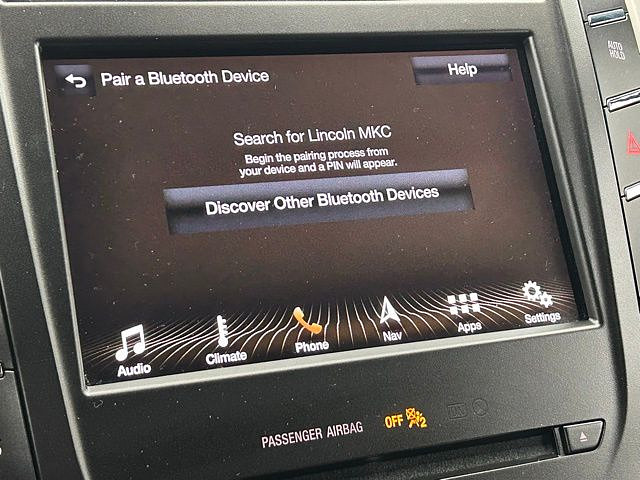 AUTO
HOLD
Pair a Bluetooth Device
Help
Search for Lincoln MKC
Begin the pairing process from
your device and a PIN will appear.
Discover Other Bluetooth Devices
Audio
Climate
Phone
Nav
Apps
Settings
PASSENGER AIRBAG
OFF
2